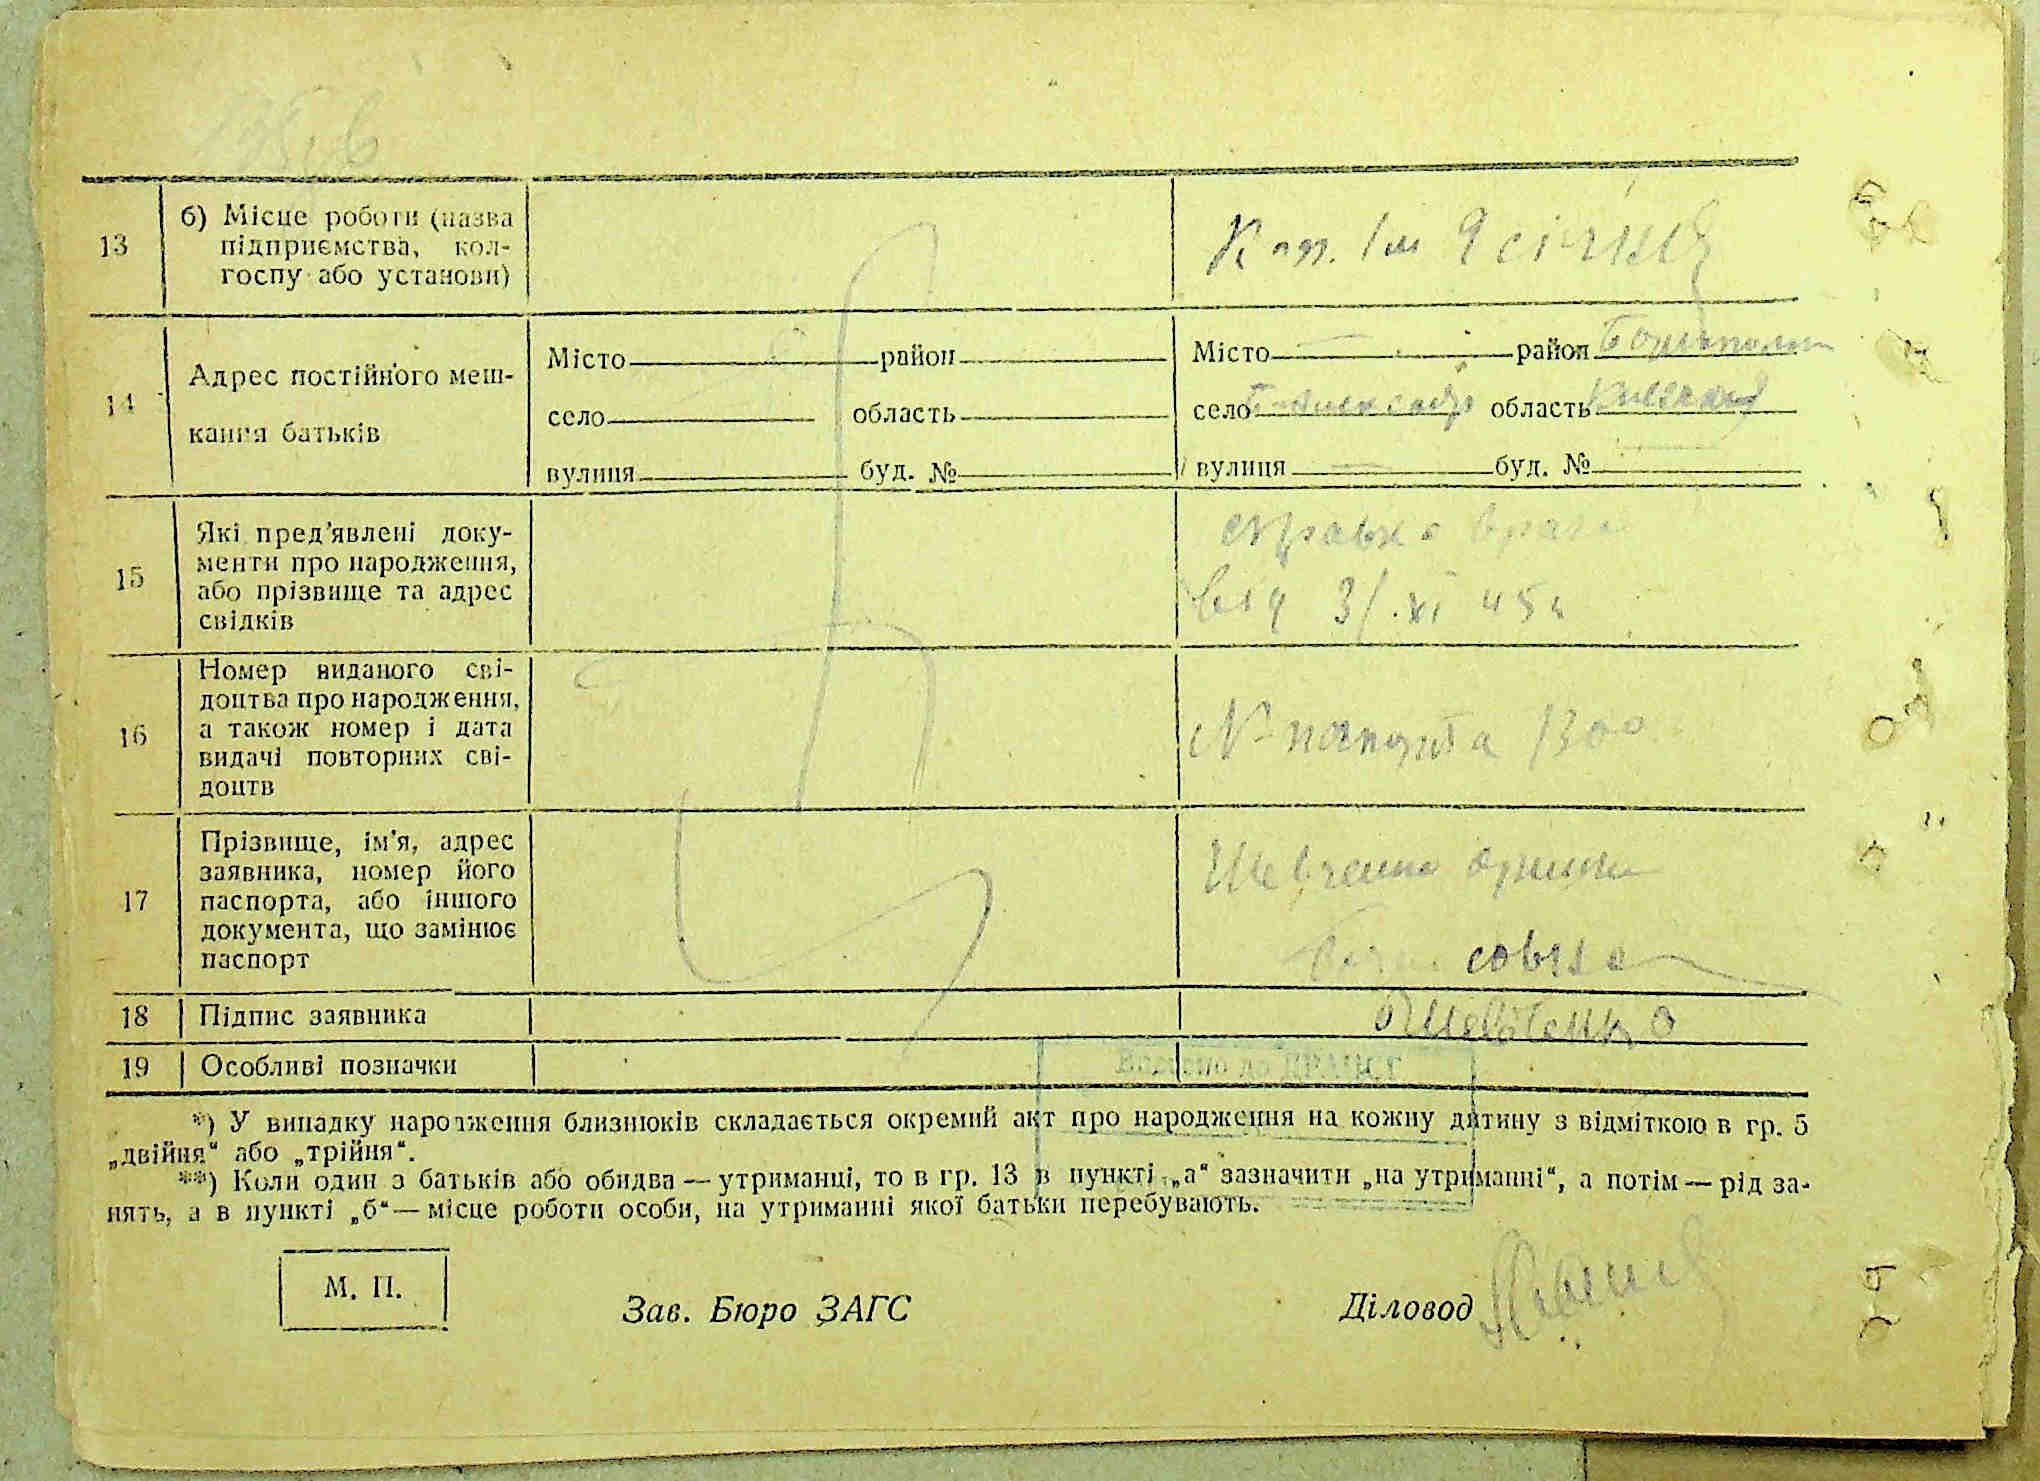 13
б) Місце роботи (назва
підприємства, кол-
госпу або установи)
Кол. Ім 9 січня
14
Адрес постійного меш-
кання батьків
Місто район
село область
вулиця буд. №
Місто район
село область
вулиця буд. №
15
Які пред’явлені доку-
менти про народження,
або прізвище та адрес
свідків
справка
від 31.XI 45
16
Номер виданого сві-
доцтва про народження,
а також номер і дата
видачі повторних сві-
доцтв
1300
17
Прізвище, ім’я, адрес
заявника, номер його
паспорта, або іншого
документа, що замінює
паспорт
Шевченко
18
Підпис заявника
Шевченко
19
Особливі позначки
*) У випадку народження близнюків складається окремий акт про народження на кожну дитину з відміткою в гр. 5
„двійня“ або „трійня“.
**) Коли один з батьків або обидва — утриманці, то в гр. 13 в пункті „а“ зазначити „на утриманні“, а потім — рід за-
нять, а в пункті „б“ — місце роботи особи, на утриманні якої батьки перебувають.
М. П.
Зав. Бюро ЗАГС
Діловод